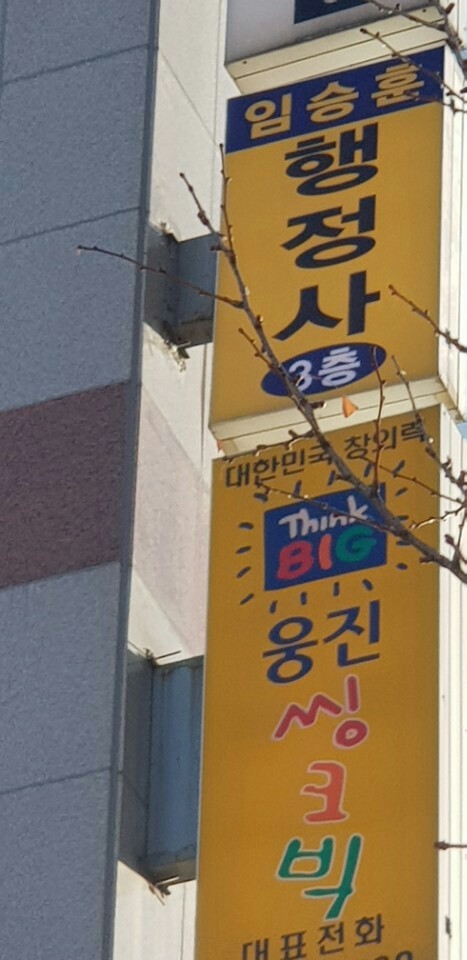 임승훈
행정사
3층
대한민국 창의력
Think
BIG
웅진
씽크빅
대표전화